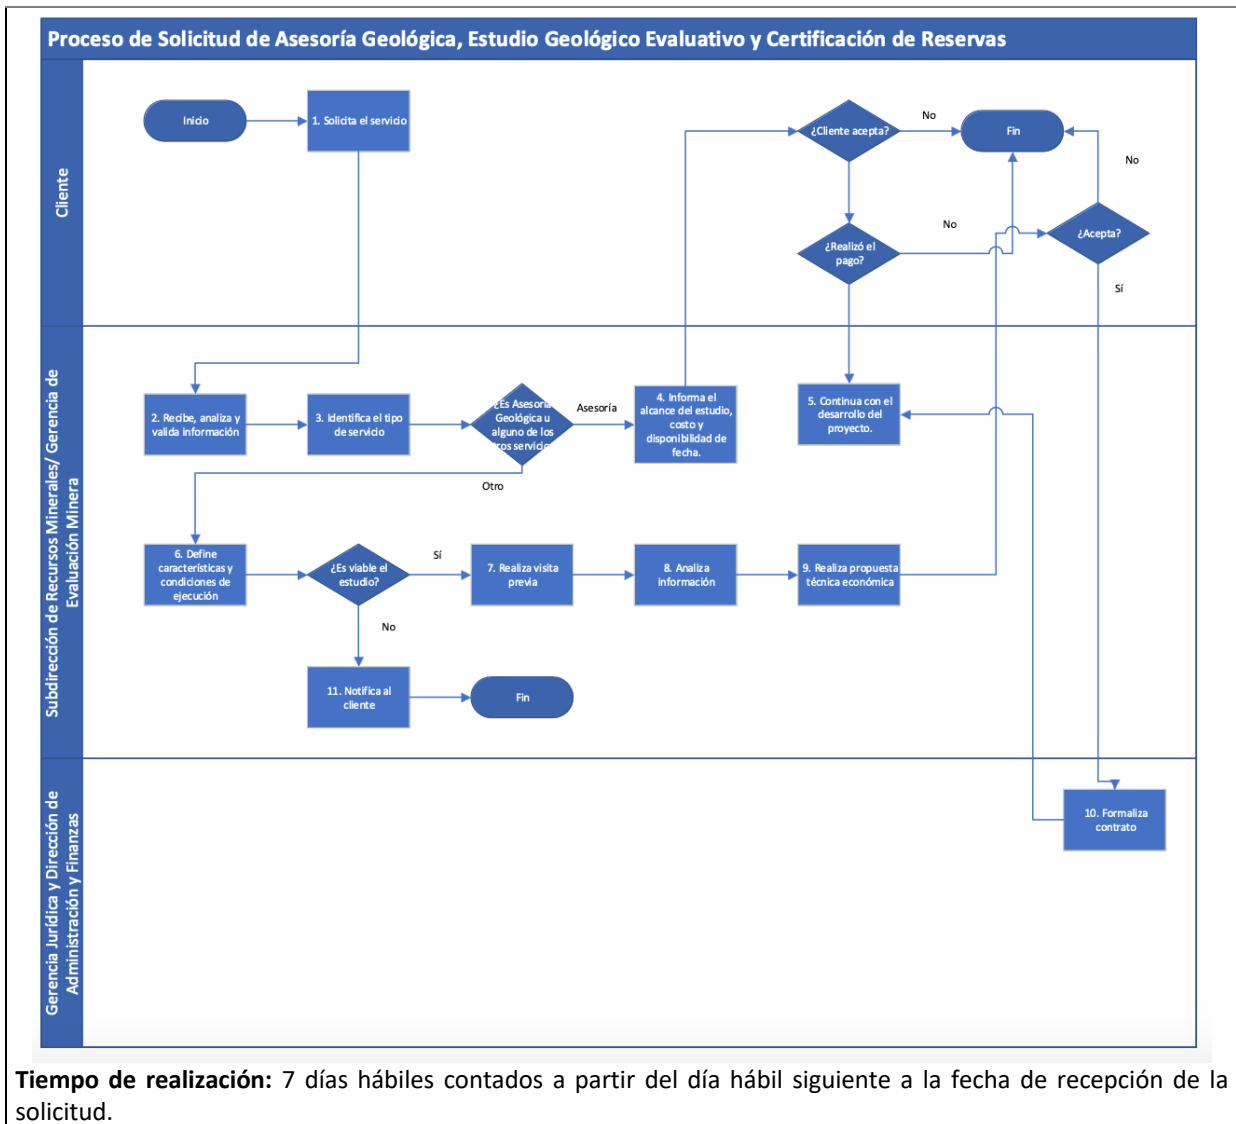 Proceso de Solicitud de Asesoría Geológica, Estudio Geológico Evaluativo y Certificación de Reservas
Cliente
Inicio
1. Solicita el servicio
¿Cliente acepta?
No
Fin
No
¿Realizó el
pago?
No
¿Acepta?
Sí
Subdirección de Recursos Minerales/ Gerencia de
Evaluación Minera
2. Recibe, analiza y
valida información
3. Identifica el tipo
de servicio
¿Es Asesoría
Geológica u
alguno de los
otros servicio
Asesoría
Otro
4. Informa el
alcance del estudio,
costo y
disponibilidad de
fecha.
5. Continua con el
desarrollo del
proyecto.
6. Define
características y
condiciones de
ejecución
¿Es viable el
estudio?
Sí
No
7. Realiza visita
previa
8. Analiza
información
9. Realiza propuesta
técnica económica
11. Notifica al
cliente
Fin
Gerencia Jurídica y Dirección de
Administración y Finanzas
10. Formaliza
contrato
Tiempo de realización: 7 días hábiles contados a partir del día hábil siguiente a la fecha de recepción de la
solicitud.